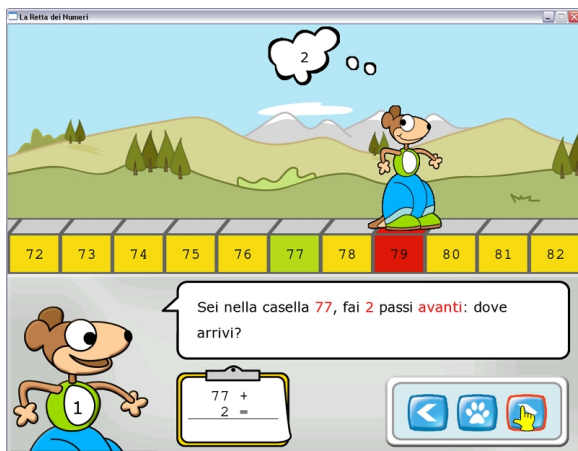 La Retta dei Numeri
2
72 73 74 75 76 77 78 79 80 81 82
Sei nella casella 77, fai 2 passi avanti: dove
arrivi?
77 +
2 =
1